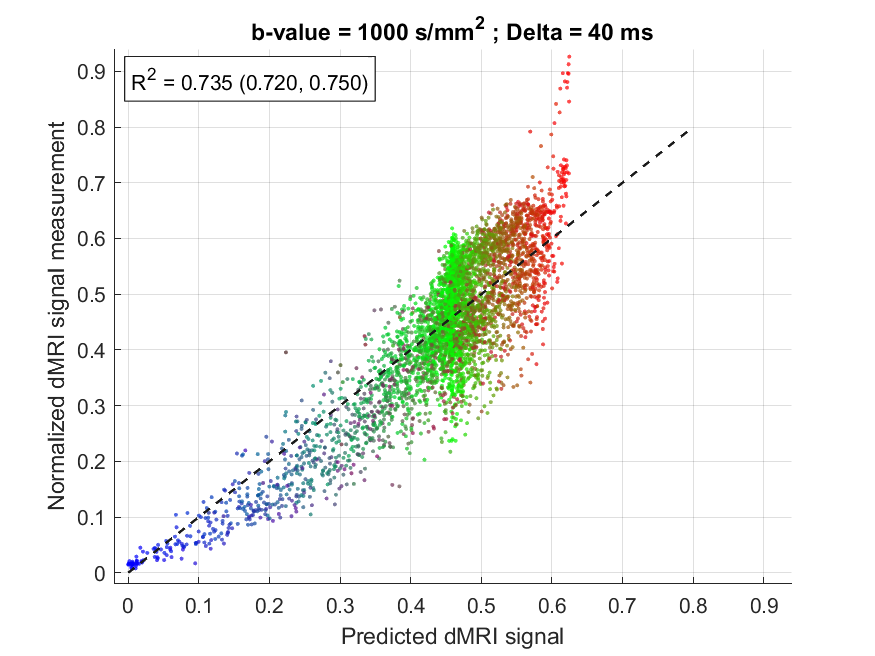 b-value = 1000 s/mm² ; Delta = 40 ms
R² = 0.735 (0.720, 0.750)
Normalized dMRI signal measurement
0.9
0.8
0.7
0.6
0.5
0.4
0.3
0.2
0.1
0
0 0.1 0.2 0.3 0.4 0.5 0.6 0.7 0.8 0.9
Predicted dMRI signal